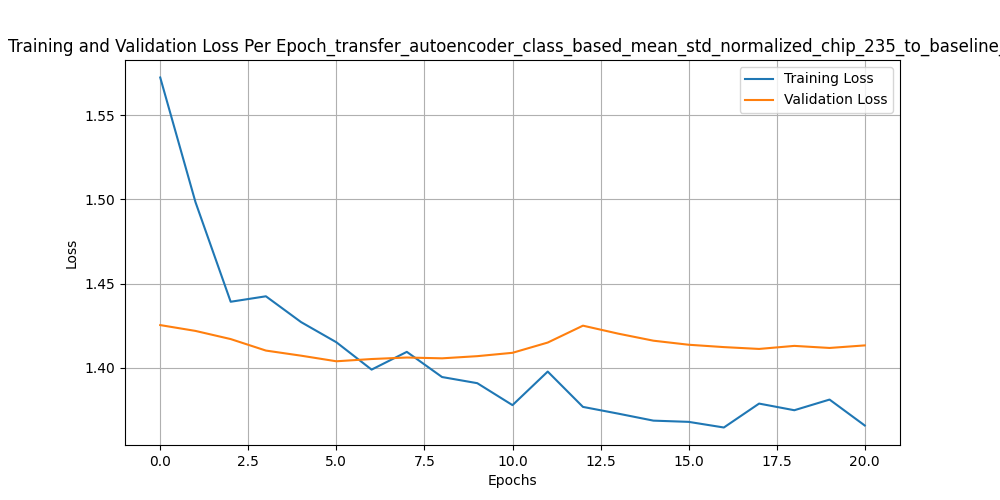 Training and Validation Loss Per Epoch_transfer_autoencoder_class_based_mean_std_normalized_chip_235_to_baseline_
Training Loss
Validation Loss
1.55
1.50
1.45
1.40
Loss
0.0 2.5 5.0 7.5 10.0 12.5 15.0 17.5 20.0
Epochs